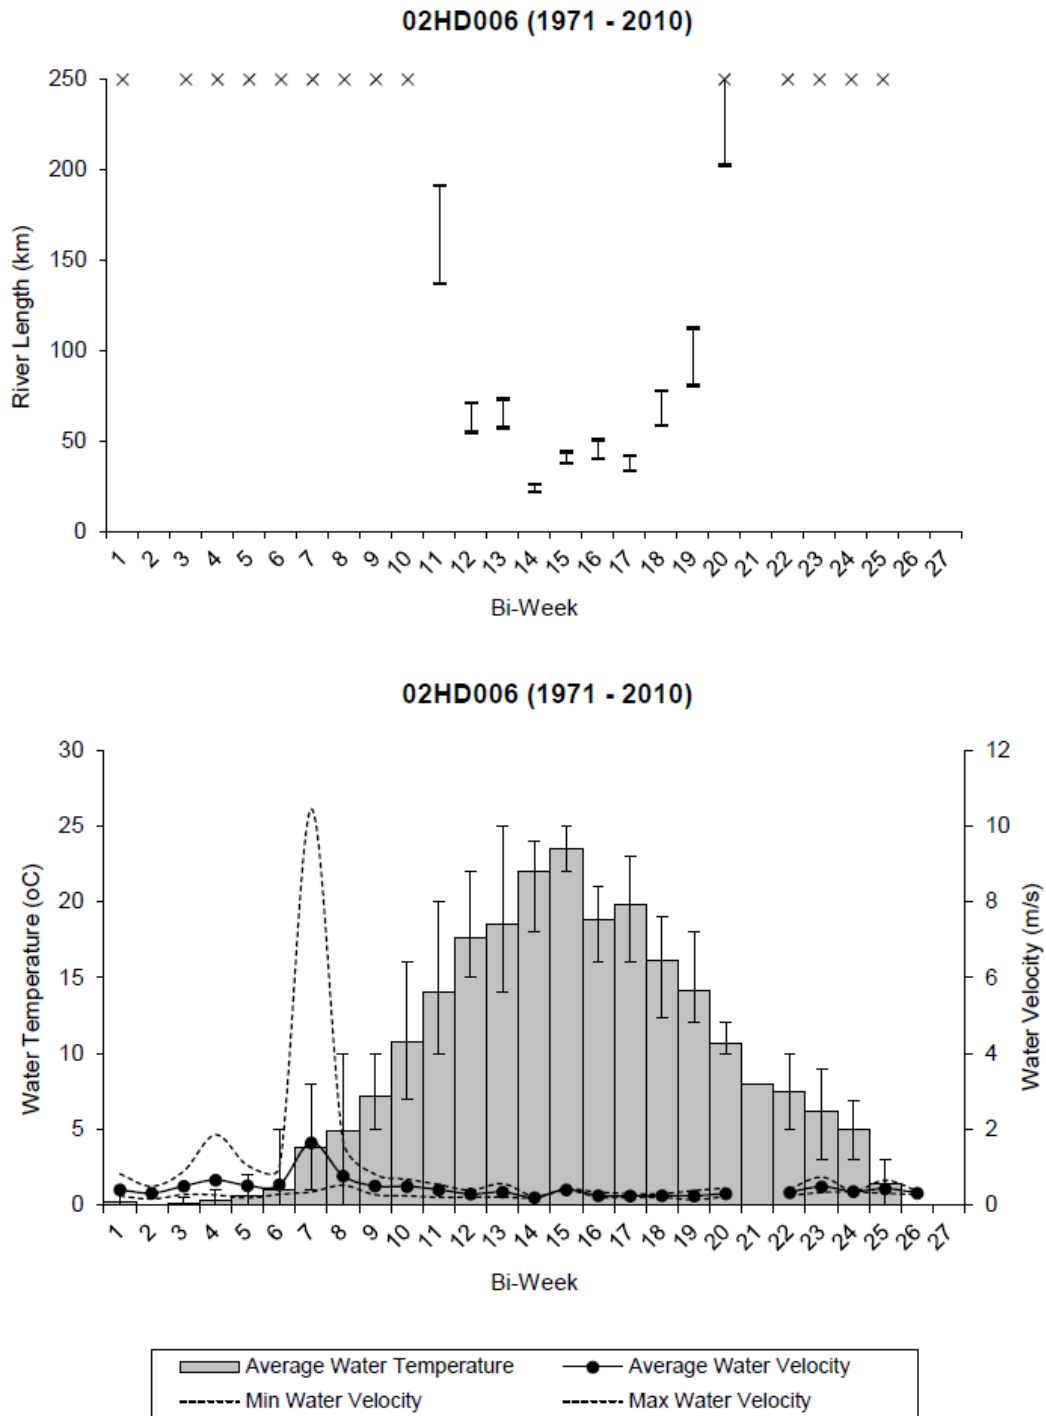 02HD006 (1971 - 2010)
250
200
150
100
50
0
River Length (km)
1 2 3 4 5 6 7 8 9 10 11 12 13 14 15 16 17 18 19 20 21 22 23 24 25 26 27
Bi-Week
02HD006 (1971 - 2010)
30 12
25 10
20 8
15 6
10 4
5 2
0 0
Water Temperature (oC)
Water Velocity (m/s)
1 2 3 4 5 6 7 8 9 10 11 12 13 14 15 16 17 18 19 20 21 22 23 24 25 26 27
Bi-Week
Average Water Temperature Average Water Velocity
Min Water Velocity Max Water Velocity